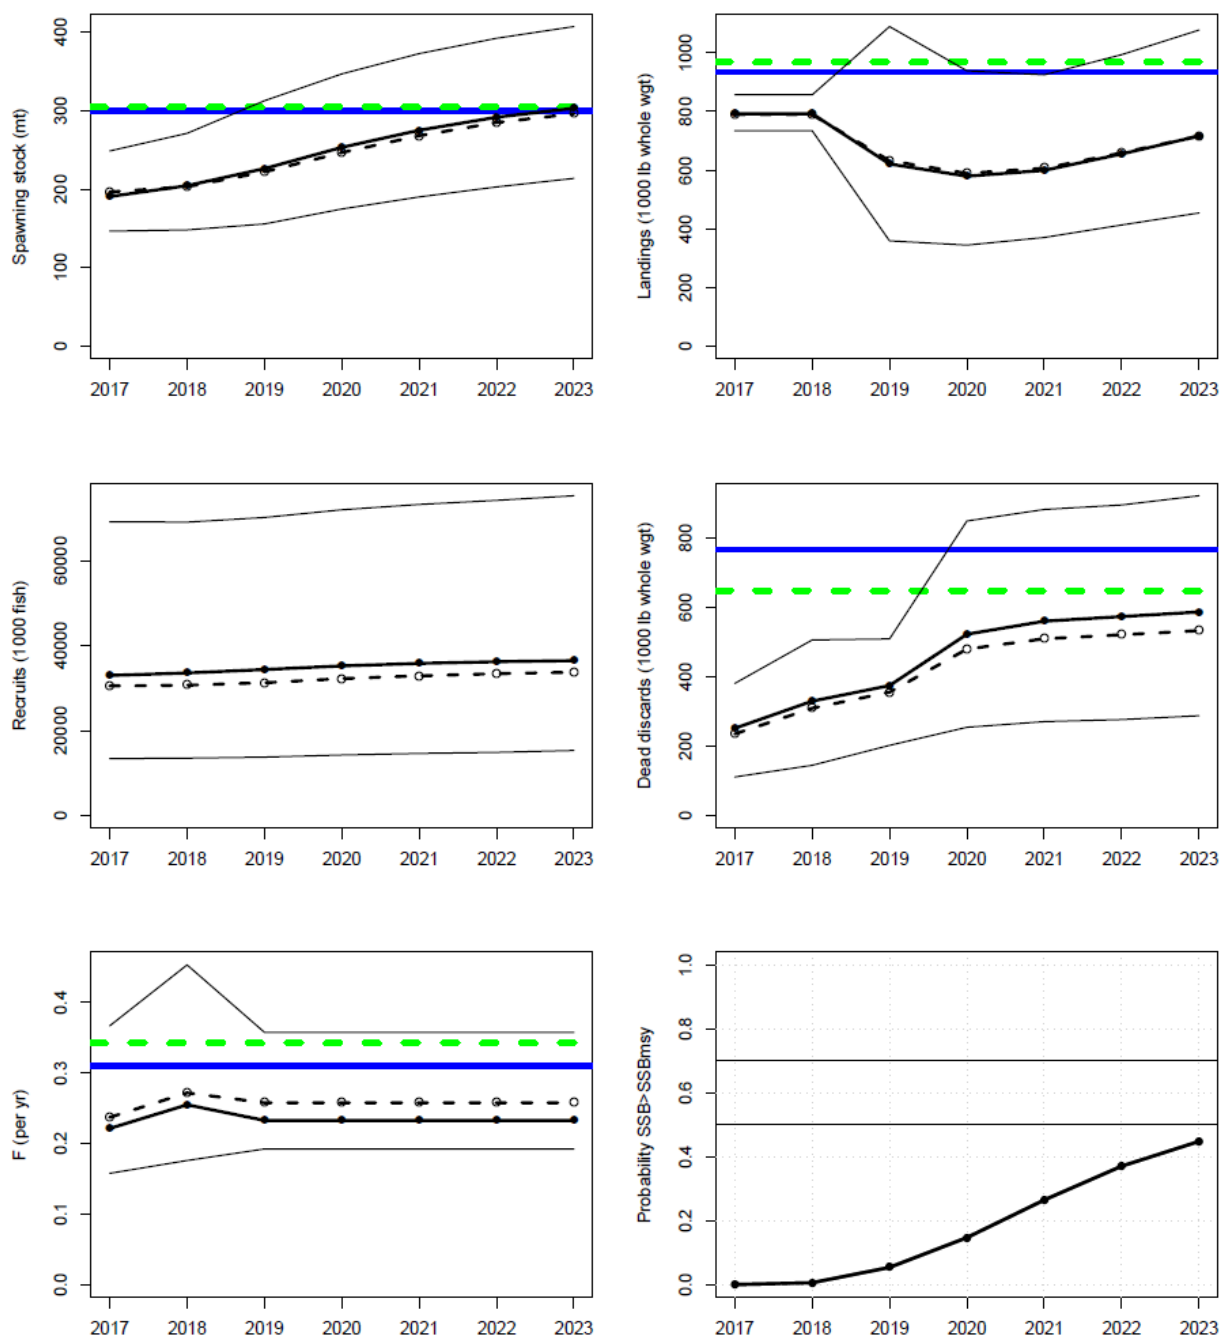 Spawning stock (mt)
400
300
200
100
0
2017 2018 2019 2020 2021 2022 2023
Landings (1000 lb whole wgt)
1000
800
600
400
200
0
2017 2018 2019 2020 2021 2022 2023
Recruits (1000 fish)
60000
40000
20000
0
2017 2018 2019 2020 2021 2022 2023
Dead discards (1000 lb whole wgt)
800
600
400
200
0
2017 2018 2019 2020 2021 2022 2023
F (per yr)
0.4
0.3
0.2
0.1
0.0
2017 2018 2019 2020 2021 2022 2023
Probability SSB>SSBmsy
1.0
0.8
0.6
0.4
0.2
0.0
2017 2018 2019 2020 2021 2022 2023